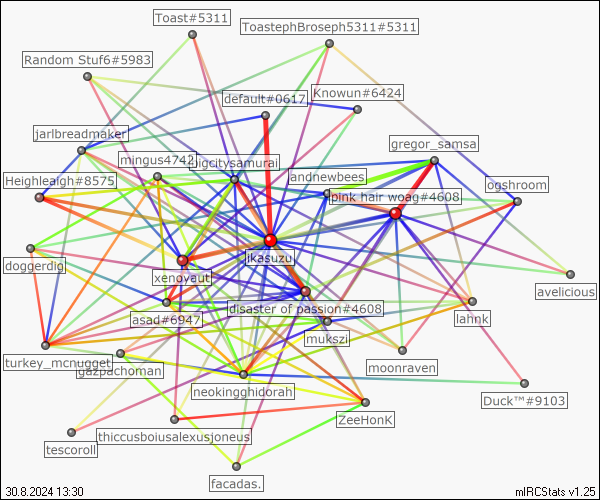 Toast#5311
ToastephBroseph5311#5311
Random Stuf6#5983
Knowun#6424
default#0617
jarlbreadmaker
gregor_samsa
mingus4742
bigcitysamurai
andnewbees
Heighleaigh#8575
pink hair woag#4608
ogshroom
ikasuzu
doggerdig
xenovaut
avelicious
disaster of passion#4608
asad#6947
lahnk
mukszi
turkey_mcnugget
gazpachoman
moonraven
neokingghidorah
Duck™#9103
ZeeHonK
thiccusboiusalexusjoneus
tescoroll
facadas.
30.8.2024 13:30
mIRCStats v1.25